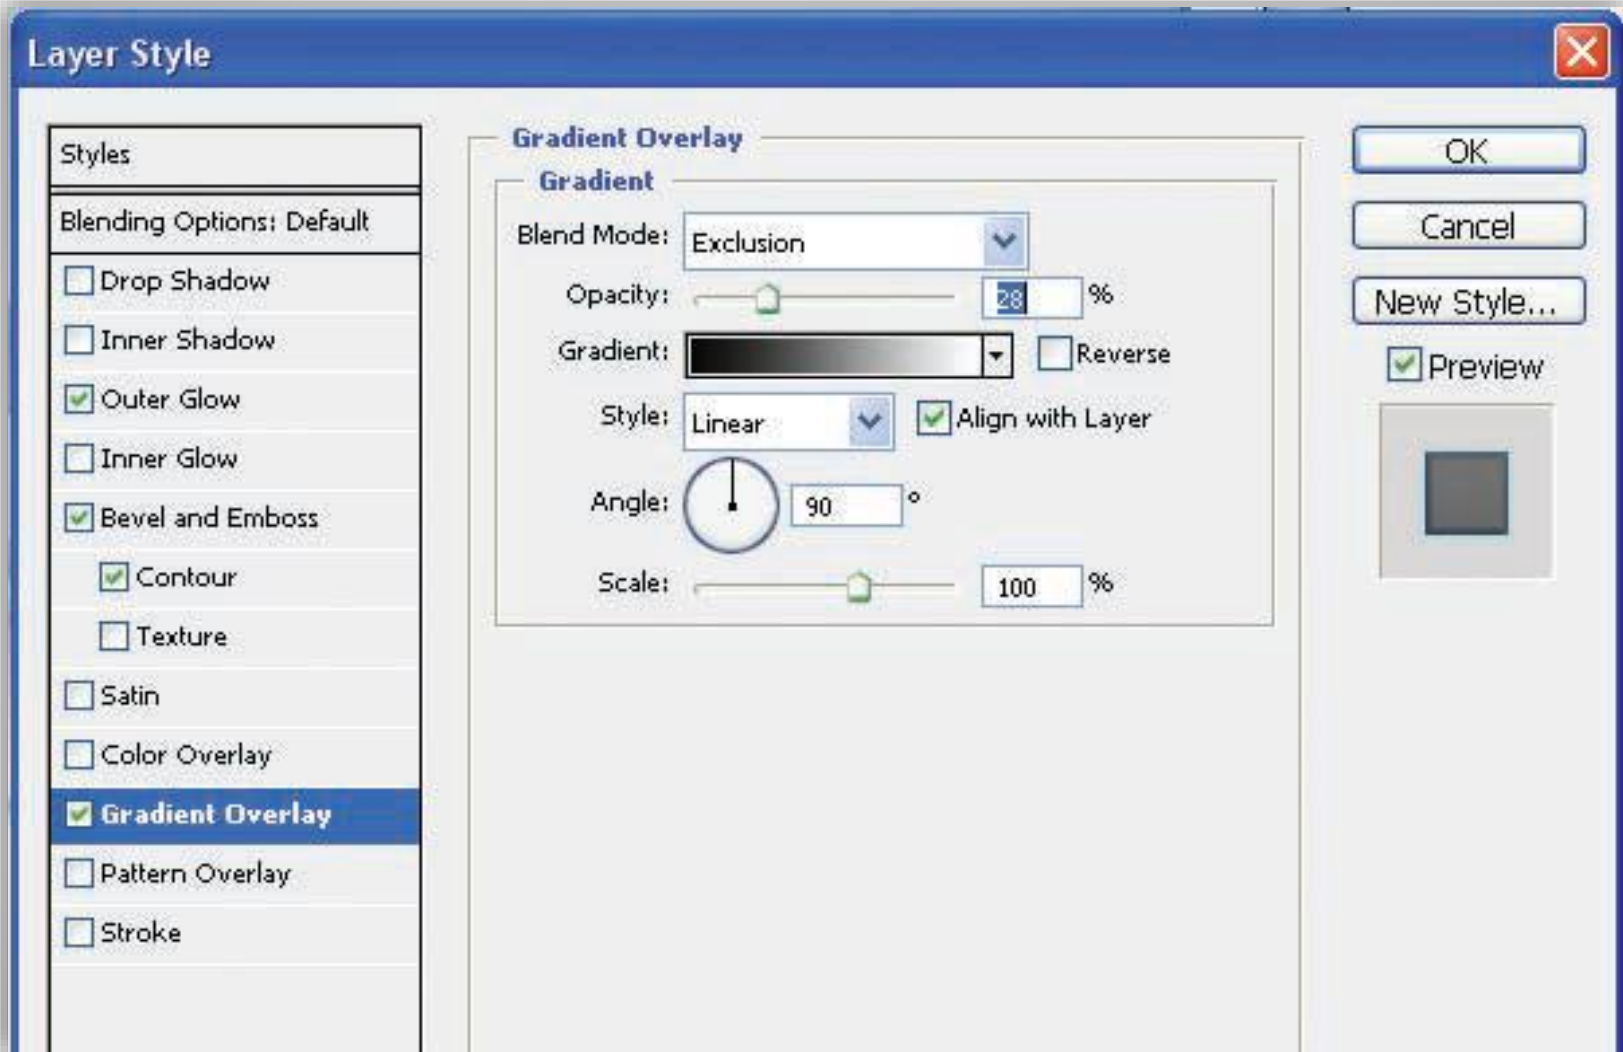 Layer Style
Styles
Blending Options: Default
Drop Shadow
Inner Shadow
Outer Glow
Inner Glow
Bevel and Emboss
Contour
Texture
Satin
Color Overlay
Gradient Overlay
Pattern Overlay
Stroke
Gradient Overlay
Gradient
Blend Mode: Exclusion
Opacity: 28 %
Gradient: Reverse
Style: Linear Align with Layer
Angle: 90 °
Scale: 100 %
OK
Cancel
New Style...
Preview